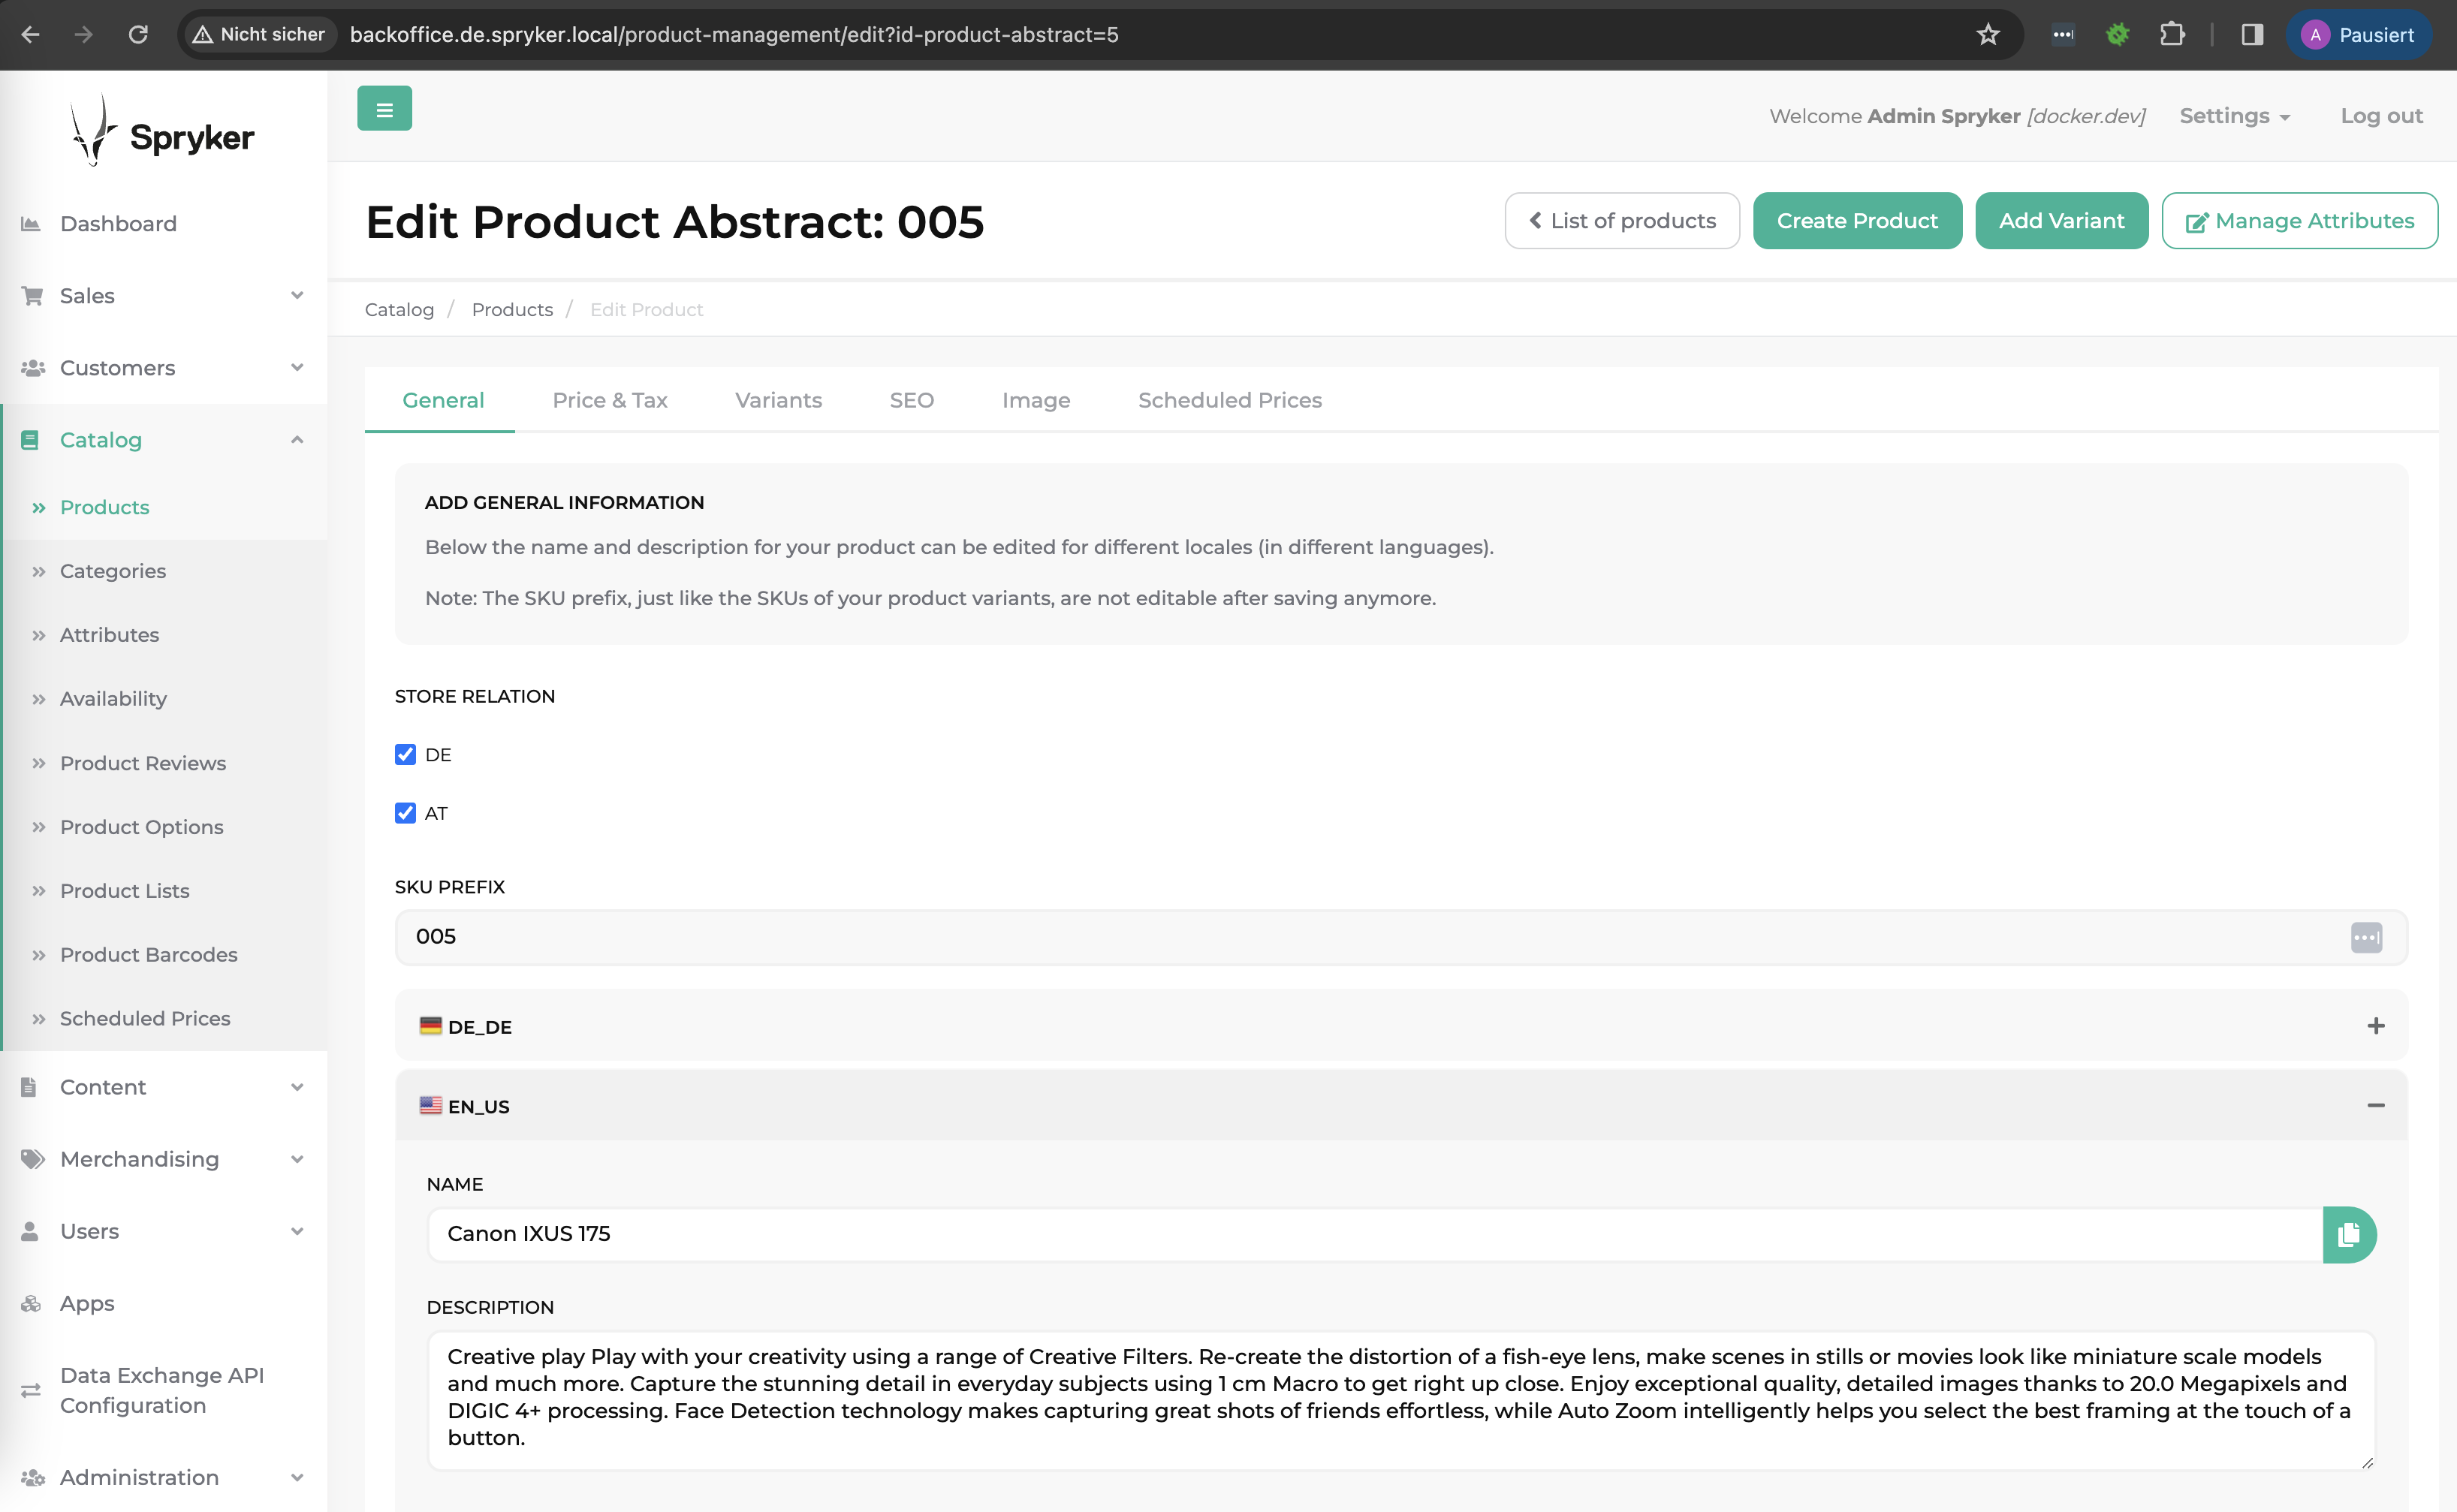 Nicht sicher backoffice.de.spryker.local/product-management/edit?id-product-abstract=5 A Pausiert
Spryker
Welcome Admin Spryker [docker.dev] Settings Log out
Edit Product Abstract: 005
List of products Create Product Add Variant Manage Attributes
Catalog / Products / Edit Product
Dashboard
Sales
Customers
Catalog
Products
Categories
Attributes
Availability
Product Reviews
Product Options
Product Lists
Product Barcodes
Scheduled Prices
Content
Merchandising
Users
Apps
Data Exchange API
Configuration
Administration
General Price & Tax Variants SEO Image Scheduled Prices
ADD GENERAL INFORMATION
Below the name and description for your product can be edited for different locales (in different languages).
Note: The SKU prefix, just like the SKUs of your product variants, are not editable after saving anymore.
STORE RELATION
DE
AT
SKU PREFIX
005
DE_DE
EN_US
NAME
Canon IXUS 175
DESCRIPTION
Creative play Play with your creativity using a range of Creative Filters. Re-create the distortion of a fish-eye lens, make scenes in stills or movies look like miniature scale models
and much more. Capture the stunning detail in everyday subjects using 1 cm Macro to get right up close. Enjoy exceptional quality, detailed images thanks to 20.0 Megapixels and
DIGIC 4+ processing. Face Detection technology makes capturing great shots of friends effortless, while Auto Zoom intelligently helps you select the best framing at the touch of a
button.